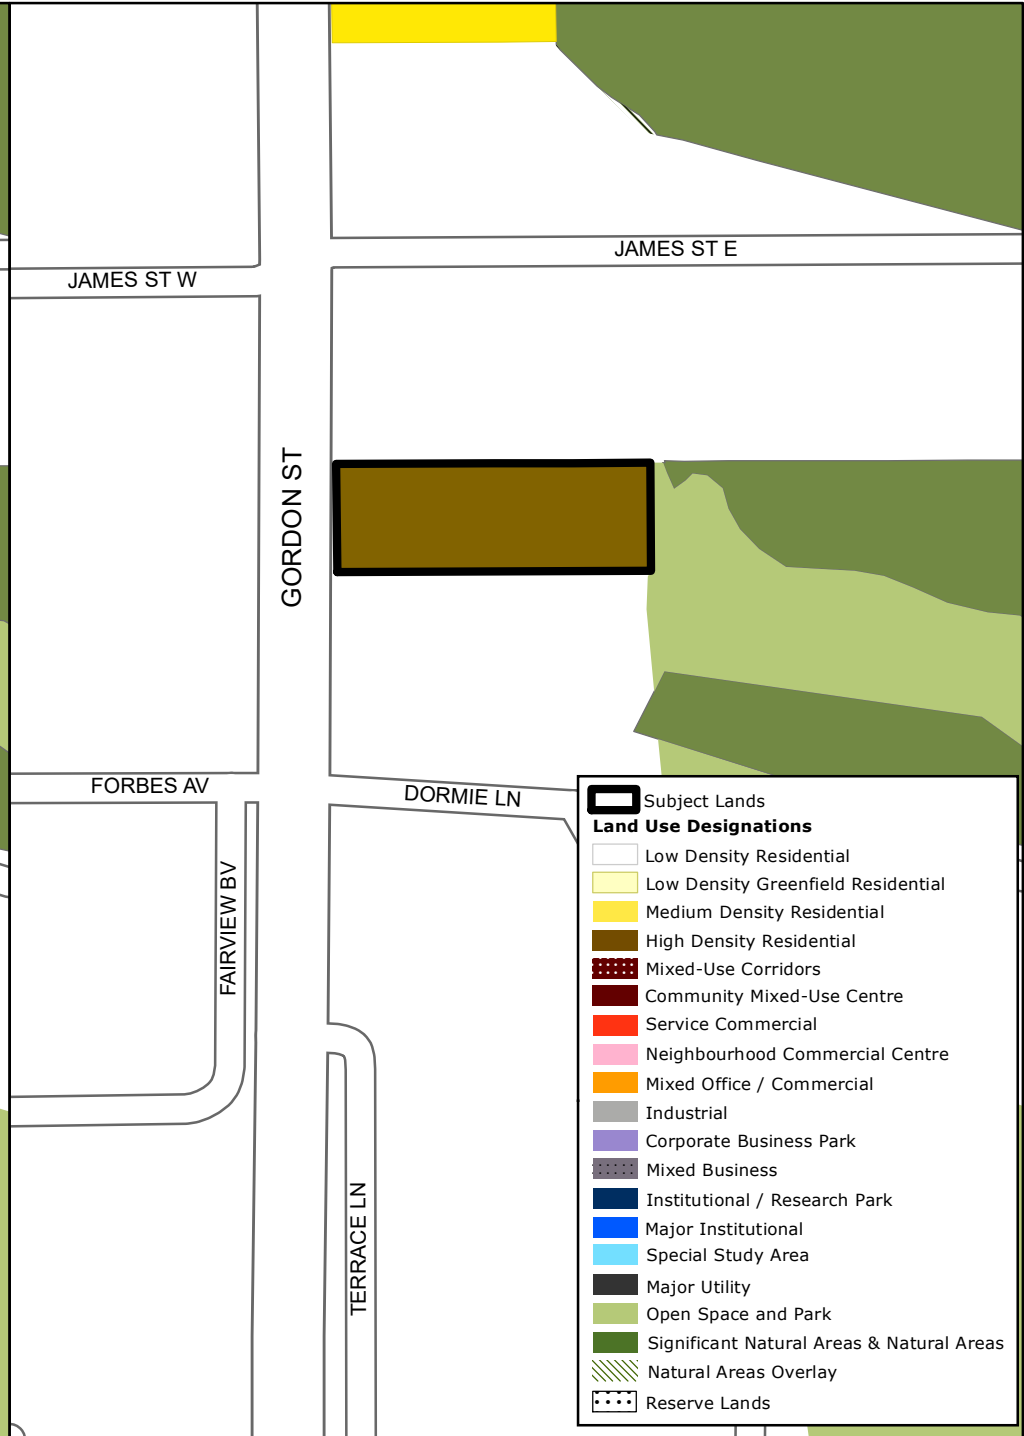 JAMES ST E
JAMES ST W
GORDON ST
FORBES AV
DORMIE LN
FAIRVIEW BV
TERRACE LN
Subject Lands
Land Use Designations
Low Density Residential
Low Density Greenfield Residential
Medium Density Residential
High Density Residential
Mixed-Use Corridors
Community Mixed-Use Centre
Service Commercial
Neighbourhood Commercial Centre
Mixed Office / Commercial
Industrial
Corporate Business Park
Mixed Business
Institutional / Research Park
Major Institutional
Special Study Area
Major Utility
Open Space and Park
Significant Natural Areas & Natural Areas
Natural Areas Overlay
Reserve Lands